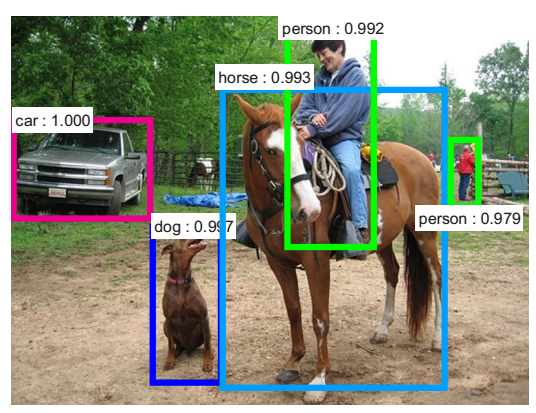 person : 0.992
horse : 0.993
car : 1.000
person : 0.979
dog : 0.997